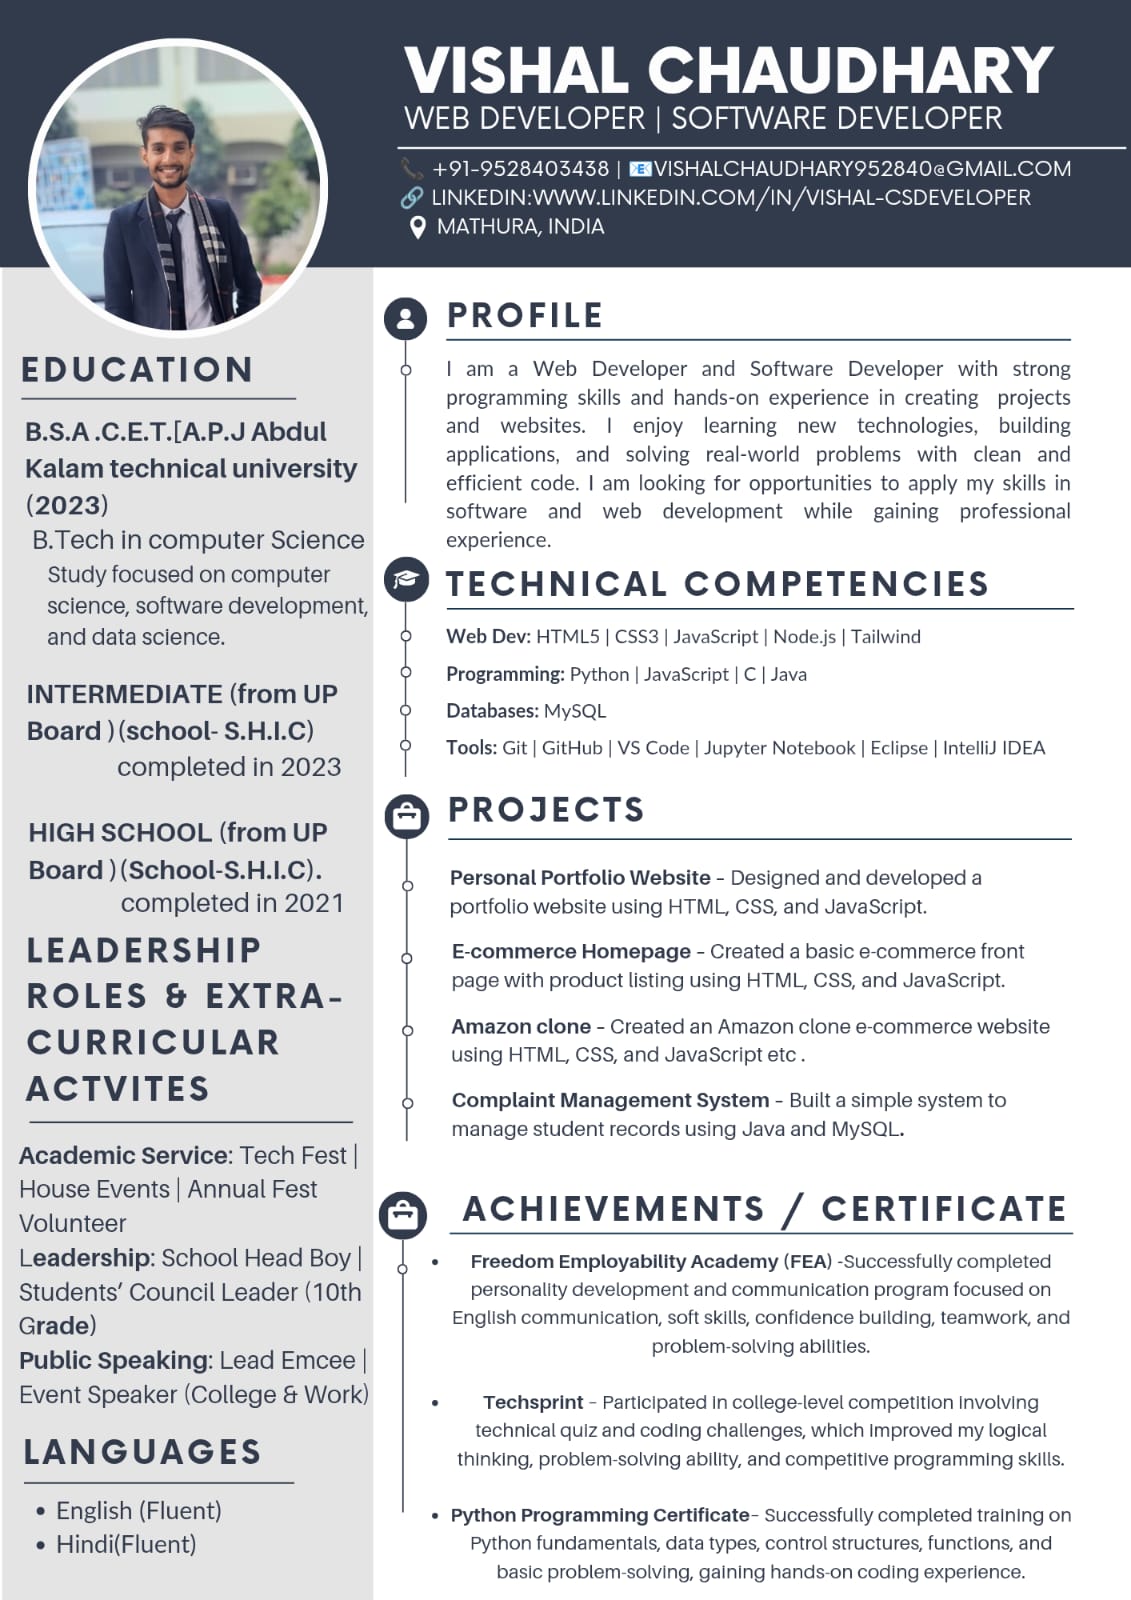 VISHAL CHAUDHARY
WEB DEVELOPER | SOFTWARE DEVELOPER
+91-9528403438 | VISHALCHAUDHARY952840@GMAIL.COM
LINKEDIN:WWW.LINKEDIN.COM/IN/VISHAL-CSDEVELOPER
MATHURA, INDIA
EDUCATION
B.S.A .C.E.T.[A.P.J Abdul
Kalam technical university
(2023)
B.Tech in computer Science
Study focused on computer
science, software development,
and data science.
INTERMEDIATE (from UP
Board )(school- S.H.I.C)
completed in 2023
HIGH SCHOOL (from UP
Board )(School-S.H.I.C).
completed in 2021
LEADERSHIP
ROLES & EXTRA-
CURRICULAR
ACTVITES
Academic Service: Tech Fest |
House Events | Annual Fest
Volunteer
Leadership: School Head Boy |
Students’ Council Leader (10th
Grade)
Public Speaking: Lead Emcee |
Event Speaker (College & Work)
LANGUAGES
• English (Fluent)
• Hindi(Fluent)
PROFILE
I am a Web Developer and Software Developer with strong
programming skills and hands-on experience in creating projects
and websites. I enjoy learning new technologies, building
applications, and solving real-world problems with clean and
efficient code. I am looking for opportunities to apply my skills in
software and web development while gaining professional
experience.
TECHNICAL COMPETENCIES
Web Dev: HTML5 | CSS3 | JavaScript | Node.js | Tailwind
Programming: Python | JavaScript | C | Java
Databases: MySQL
Tools: Git | GitHub | VS Code | Jupyter Notebook | Eclipse | IntelliJ IDEA
PROJECTS
Personal Portfolio Website – Designed and developed a
portfolio website using HTML, CSS, and JavaScript.
E-commerce Homepage – Created a basic e-commerce front
page with product listing using HTML, CSS, and JavaScript.
Amazon clone – Created an Amazon clone e-commerce website
using HTML, CSS, and JavaScript etc .
Complaint Management System – Built a simple system to
manage student records using Java and MySQL.
ACHIEVEMENTS / CERTIFICATE
• Freedom Employability Academy (FEA) -Successfully completed
personality development and communication program focused on
English communication, soft skills, confidence building, teamwork, and
problem-solving abilities.
• Techsprint – Participated in college-level competition involving
technical quiz and coding challenges, which improved my logical
thinking, problem-solving ability, and competitive programming skills.
• Python Programming Certificate– Successfully completed training on
Python fundamentals, data types, control structures, functions, and
basic problem-solving, gaining hands-on coding experience.